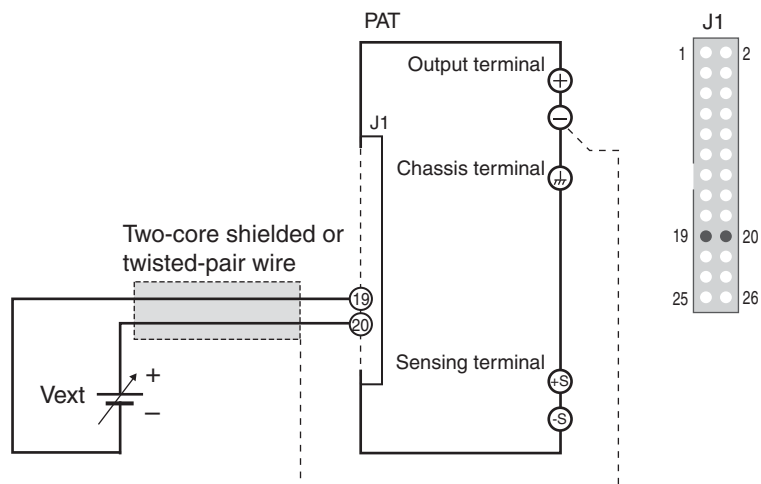 PAT
J1
Output terminal
+
−
1
2
J1
Chassis terminal
Two-core shielded or
twisted-pair wire
19
20
19
20
25
26
Sensing terminal
+S
-S
Vext
+
−